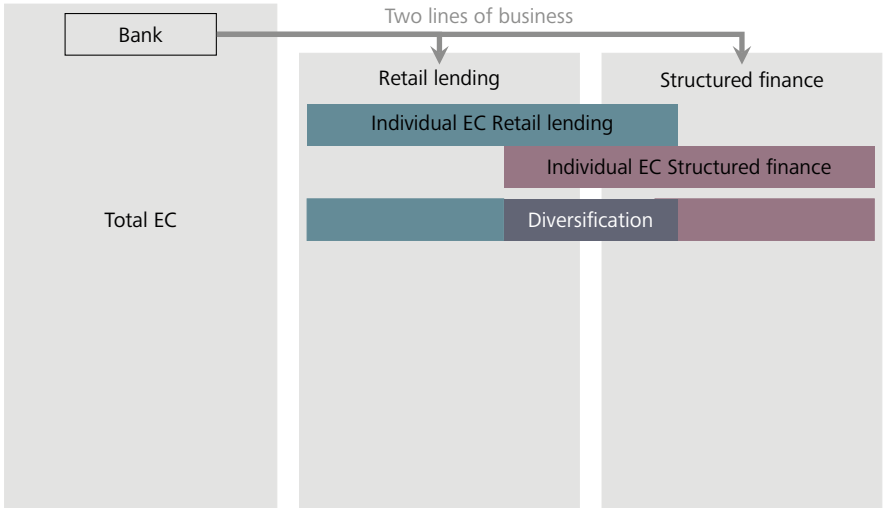 Two lines of business
Bank
Retail lending
Structured finance
Individual EC Retail lending
Individual EC Structured finance
Total EC
Diversification